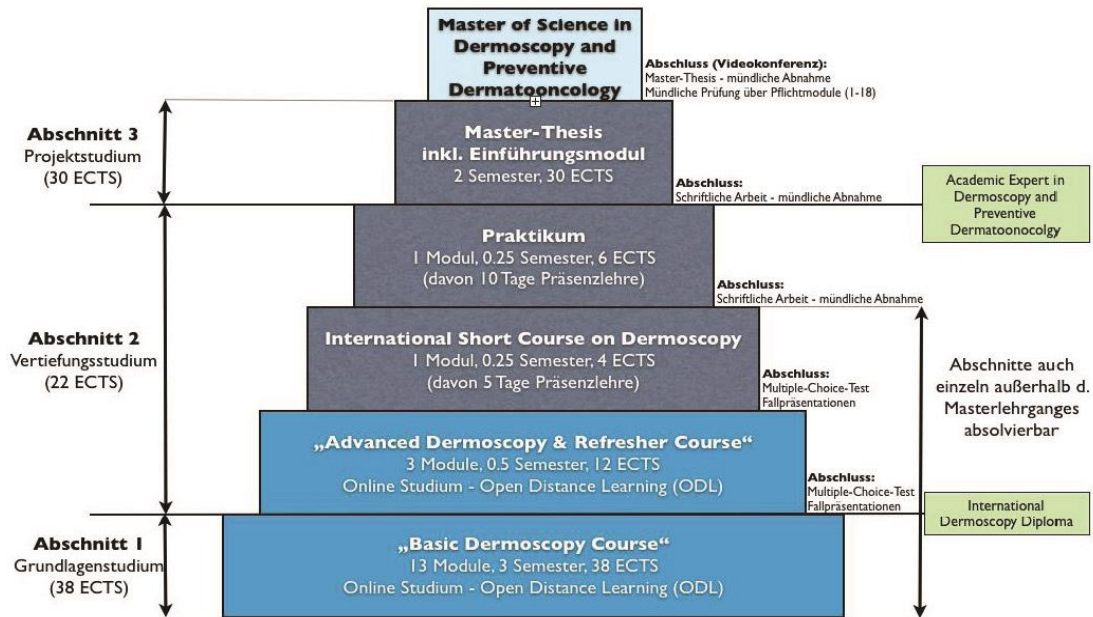 Master of Science in
Dermoscopy and
Preventive
Dermatooncology
Abschluss (Videokonferenz):
Master-Thesis - mündliche Abnahme
Mündliche Prüfung über Pflichtmodule (1-18)
Abschnitt 3
Projektstudium
(30 ECTS)
Master-Thesis
inkl. Einführungsmodul
2 Semester, 30 ECTS
Abschluss:
Schriftliche Arbeit - mündliche Abnahme
Academic Expert in
Dermoscopy and
Preventive
Dermatoonocolgy
Praktikum
1 Modul, 0.25 Semester, 6 ECTS
(davon 10 Tage Präsenzlehre)
Abschluss:
Schriftliche Arbeit - mündliche Abnahme
Abschnitt 2
Vertiefungsstudium
(22 ECTS)
International Short Course on Dermoscopy
1 Modul, 0.25 Semester, 4 ECTS
(davon 5 Tage Präsenzlehre)
Abschluss:
Multiple-Choice-Test
Fallpräsentationen
Abschnitte auch
einzeln außerhalb d.
Masterlehrganges
absolvierbar
„Advanced Dermoscopy & Refresher Course“
3 Module, 0.5 Semester, 12 ECTS
Online Studium - Open Distance Learning (ODL)
Abschluss:
Multiple-Choice-Test
Fallpräsentationen
International
Dermoscopy Diploma
Abschnitt 1
Grundlagenstudium
(38 ECTS)
„Basic Dermoscopy Course“
13 Module, 3 Semester, 38 ECTS
Online Studium - Open Distance Learning (ODL)